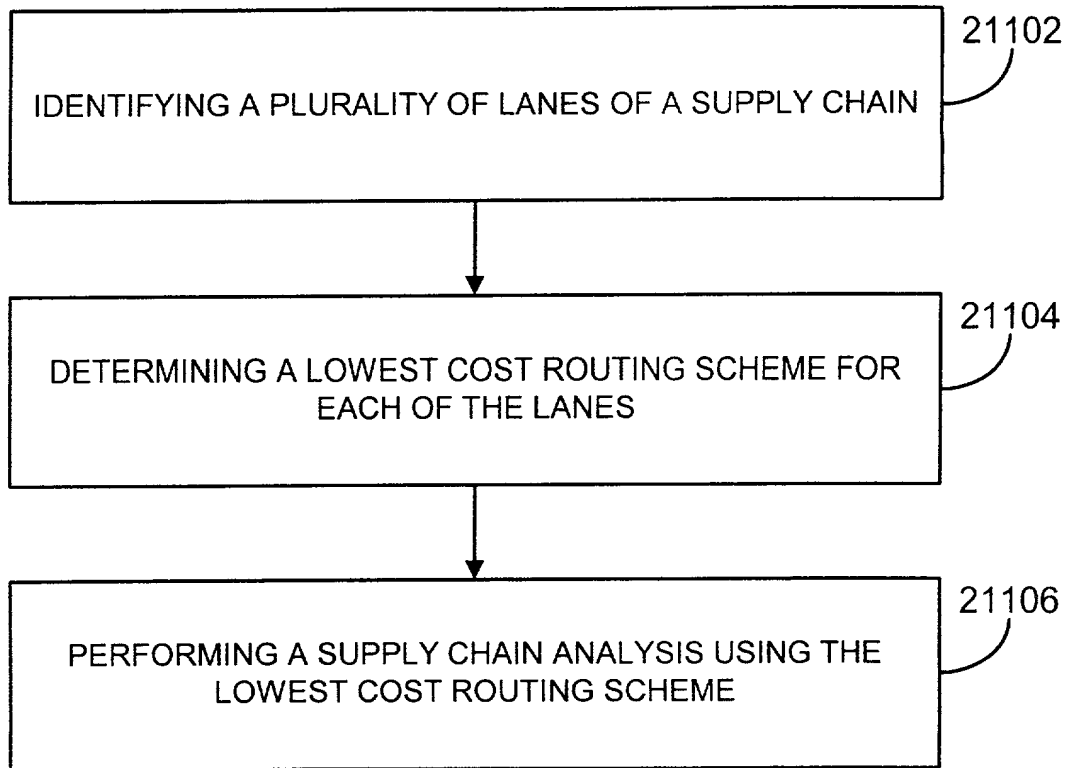 21102
IDENTIFYING A PLURALITY OF LANES OF A SUPPLY CHAIN
21104
DETERMINING A LOWEST COST ROUTING SCHEME FOR
EACH OF THE LANES
21106
PERFORMING A SUPPLY CHAIN ANALYSIS USING THE
LOWEST COST ROUTING SCHEME